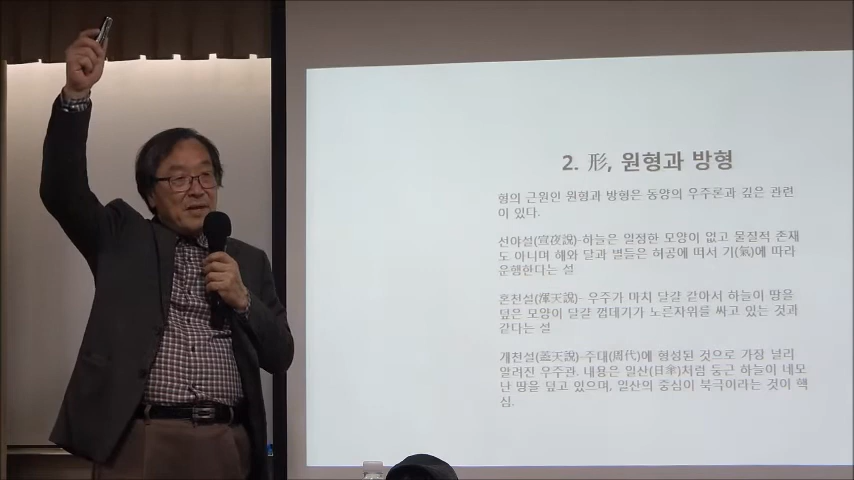 2. 形, 원형과 방형
형의 근원인 원형과 방형은 동양의 우주론과 깊은 관련
이 있다.
선야설(宣夜說)-하늘은 일정한 모양이 없고 물질적 존재
도 아니며 해와 달과 별들은 허공에 떠서 기(氣)에 따라
운행한다는 설
혼천설(渾天說)- 우주가 마치 달걀 같아서 하늘이 땅을
덮은 모양이 달걀 껍데기가 노른자위를 싸고 있는 것과
같다는 설
개천설(蓋天說)-주대(周代)에 형성된 것으로 가장 널리
알려진 우주관. 내용은 일산(日傘)처럼 둥근 하늘이 네모
난 땅을 덮고 있으며, 일산의 중심이 북극이라는 것이 핵
심.